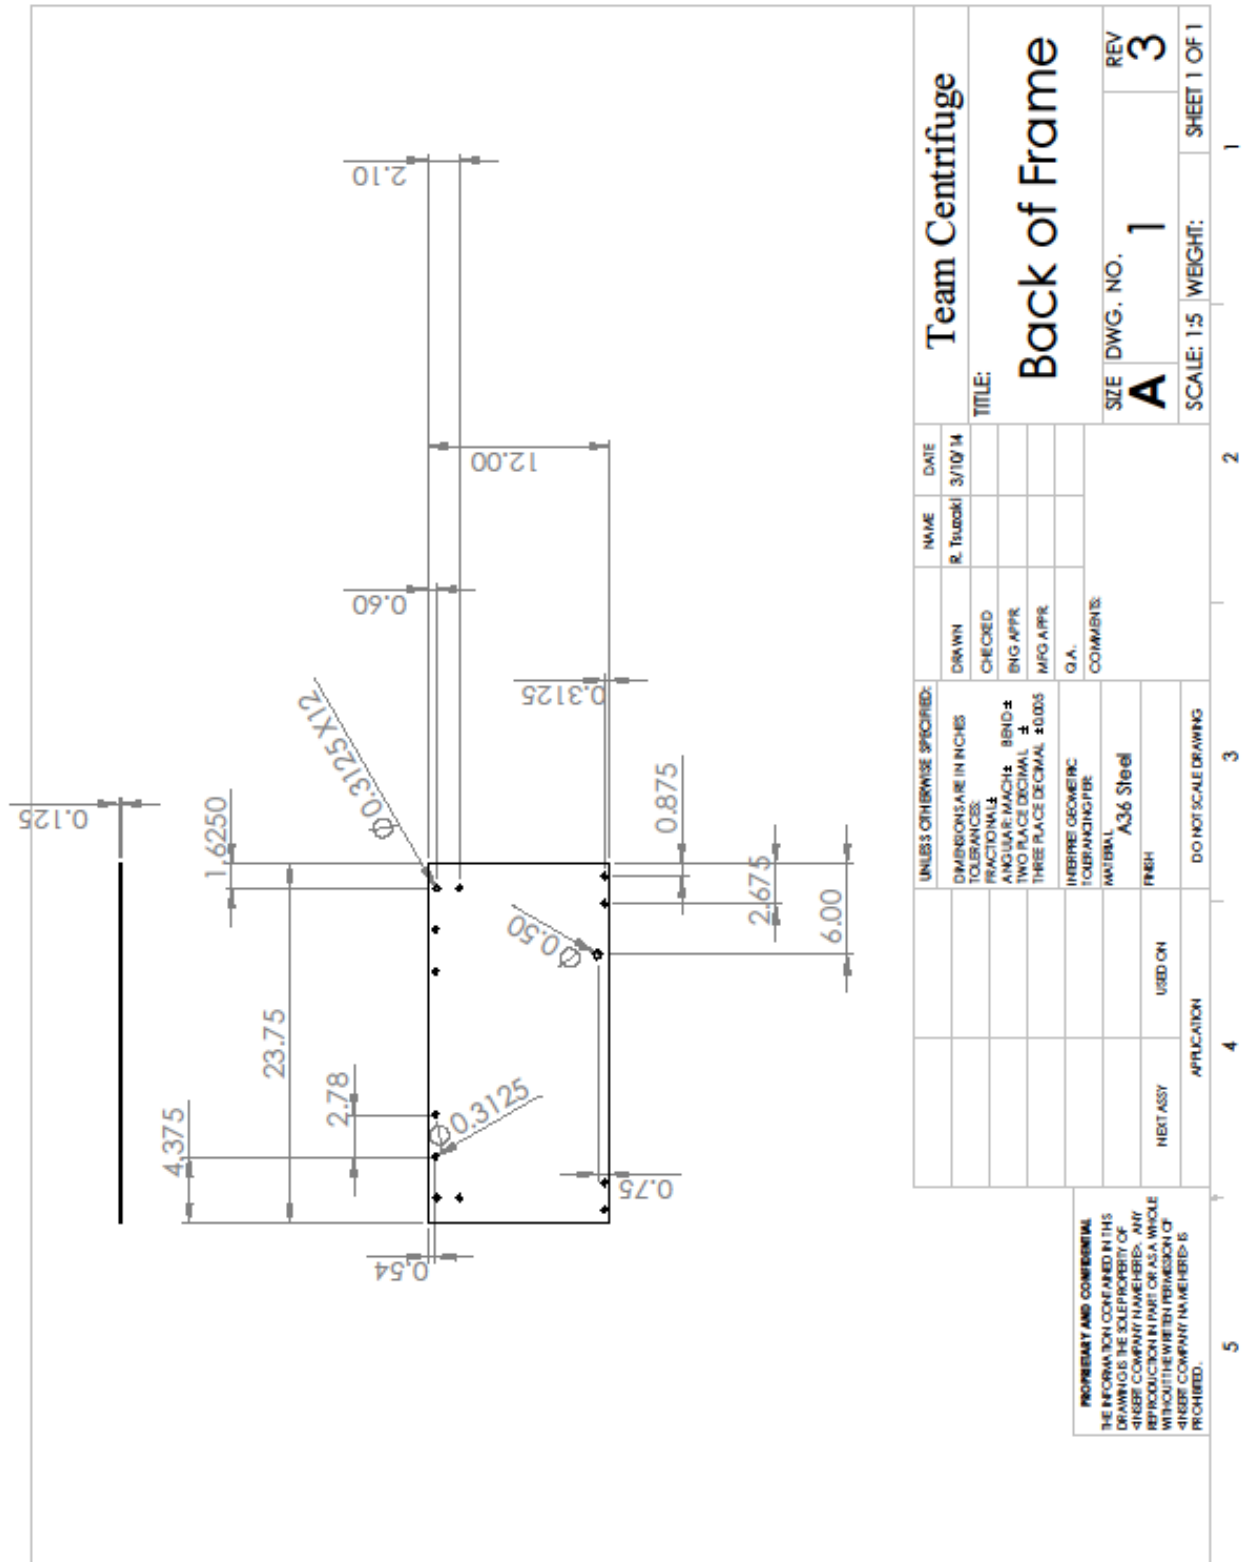 0.125
1.6250
23.75
4.375
2.78
Ø0.3125 X12
Ø0.3125
0.54
0.60
2.10
12.00
0.3125
0.875
2.675
6.00
Ø0.50
0.75
PROPRIETARY AND CONFIDENTIAL
THE INFORMATION CONTAINED IN THIS
DRAWING IS THE SOLE PROPERTY OF
<INSERT COMPANY NAME HERE>. ANY
REPRODUCTION IN PART OR AS A WHOLE
WITHOUT THE WRITTEN PERMISSION OF
<INSERT COMPANY NAME HERE> IS
PROHIBITED.
NEXT ASSY
USED ON
APPLICATION
UNLESS OTHERWISE SPECIFIED:
DIMENSIONS ARE IN INCHES
TOLERANCES:
FRACTIONAL±
ANGULAR: MACH± BEND ±
TWO PLACE DECIMAL ±
THREE PLACE DECIMAL ±0.005
INTERPRET GEOMETRIC
TOLERANCING PER:
MATERIAL
A36 Steel
FINISH
DO NOT SCALE DRAWING
NAME
DATE
DRAWN
R. Tsuzaki
3/10/14
CHECKED
ENG APPR.
MFG APPR.
Q.A.
COMMENTS:
Team Centrifuge
TITLE:
Back of Frame
SIZE
A
DWG. NO.
1
REV
3
SCALE: 1:5
WEIGHT:
SHEET 1 OF 1
5
4
3
2
1